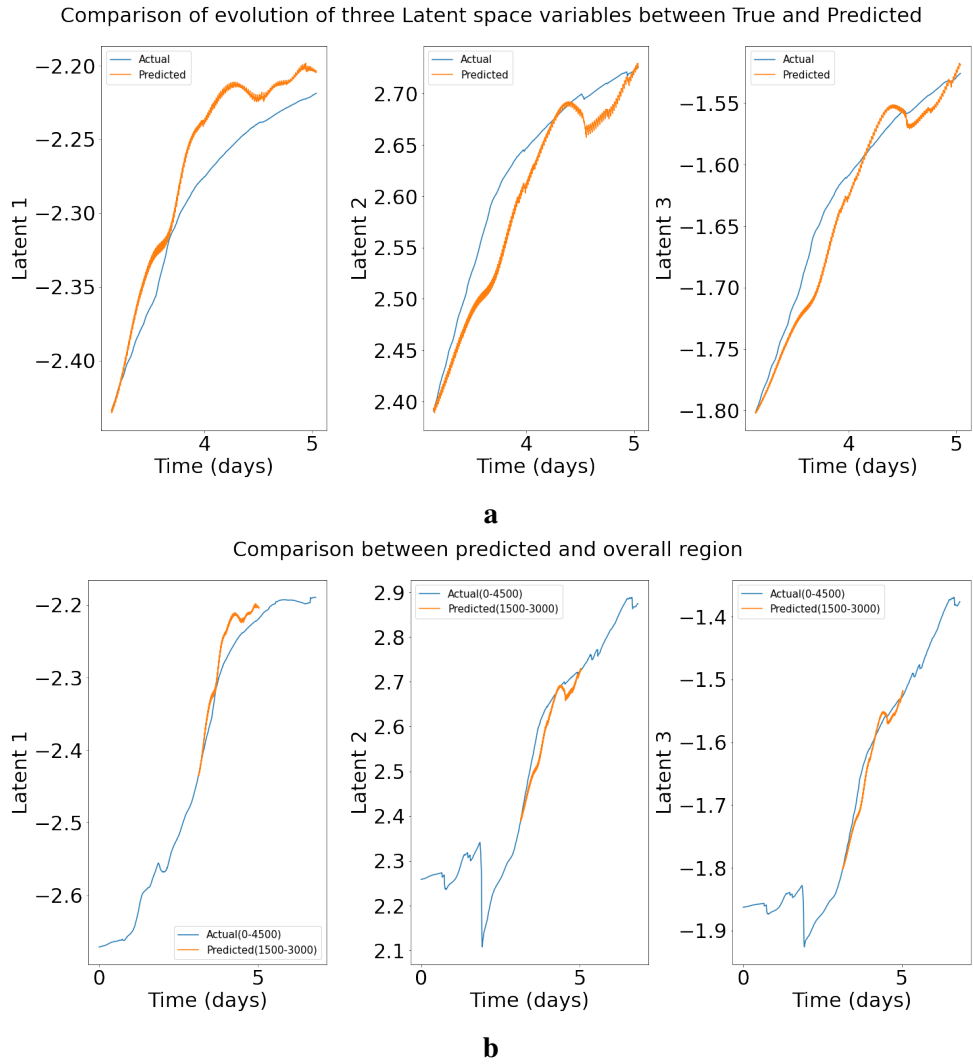 Comparison of evolution of three Latent space variables between True and Predicted
Actual
Predicted
−2.20
−2.25
−2.30
−2.35
−2.40
Latent 1
4
5
Time (days)
Actual
Predicted
2.70
2.65
2.60
2.55
2.50
2.45
2.40
Latent 2
4
5
Time (days)
Actual
Predicted
−1.55
−1.60
−1.65
−1.70
−1.75
−1.80
Latent 3
4
5
Time (days)
a
Comparison between predicted and overall region
−2.2
−2.3
−2.4
−2.5
−2.6
Latent 1
Actual(0-4500)
Predicted(1500-3000)
0
5
Time (days)
Actual(0-4500)
Predicted(1500-3000)
2.9
2.8
2.7
2.6
2.5
2.4
2.3
2.2
2.1
Latent 2
0
5
Time (days)
Actual(0-4500)
Predicted(1500-3000)
−1.4
−1.5
−1.6
−1.7
−1.8
−1.9
Latent 3
0
5
Time (days)
b